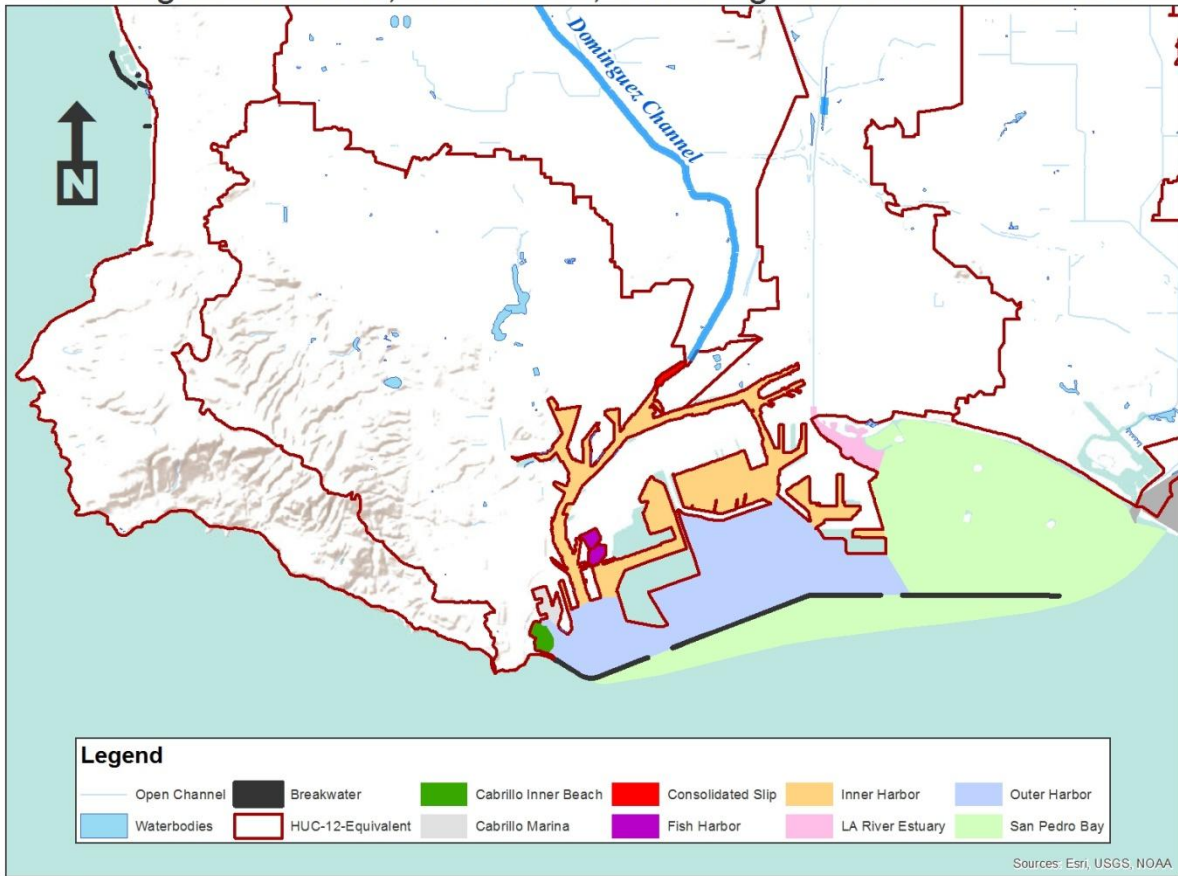 N
Dominguez Channel
Legend
Open Channel
Breakwater
Cabrillo Inner Beach
Consolidated Slip
Inner Harbor
Outer Harbor
Waterbodies
HUC-12-Equivalent
Cabrillo Marina
Fish Harbor
LA River Estuary
San Pedro Bay
Sources: Esri, USGS, NOAA